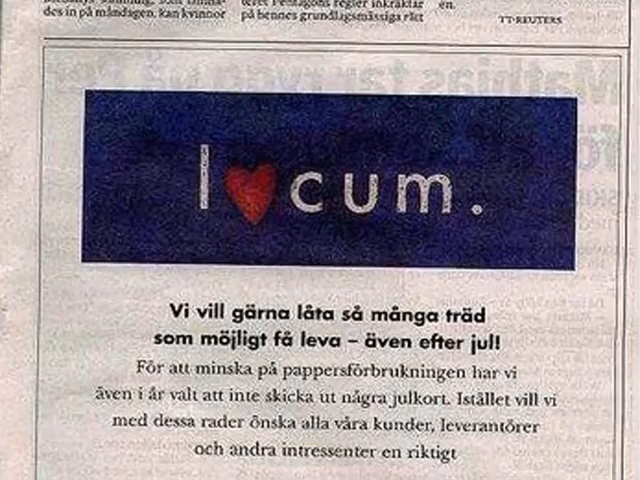 des in på måndagen, kan kvinnor
på hennes grundlagsmässiga rätt
en.
TT-REUTERS
l❤cum.
Vi vill gärna låta så många träd
som möjligt få leva – även efter jul!
För att minska på pappersförbrukningen har vi
även i år valt att inte skicka ut några julkort. Istället vill vi
med dessa rader önska alla våra kunder, leverantörer
och andra intressenter en riktigt